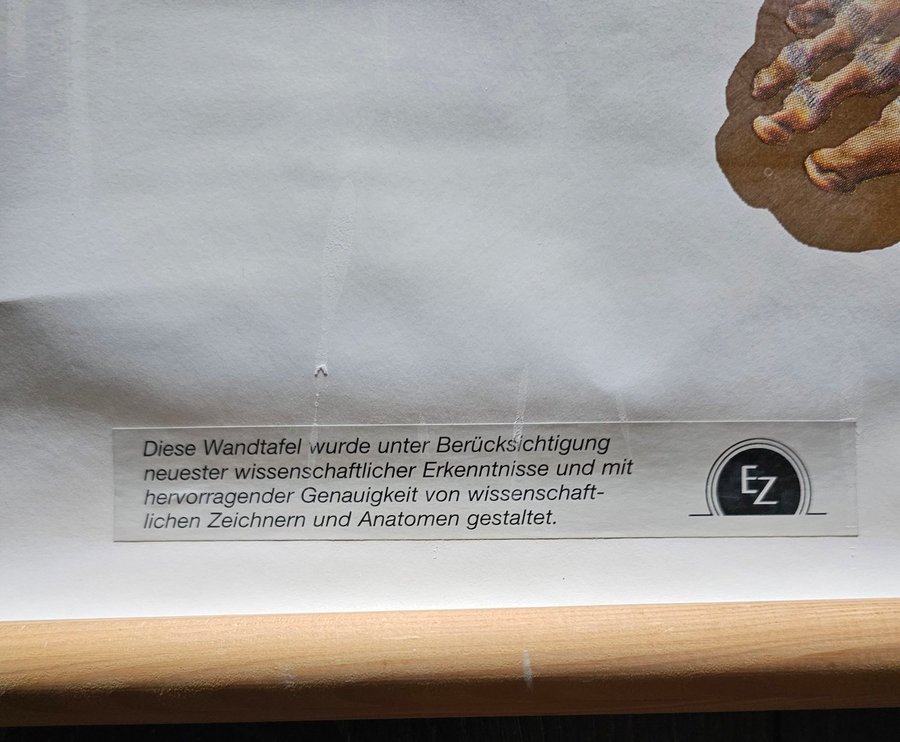 Diese Wandtafel wurde unter Berücksichtigung
neuester wissenschaftlicher Erkenntnisse und mit
hervorragender Genauigkeit von wissenschaft-
lichen Zeichnern und Anatomen gestaltet.
EZ